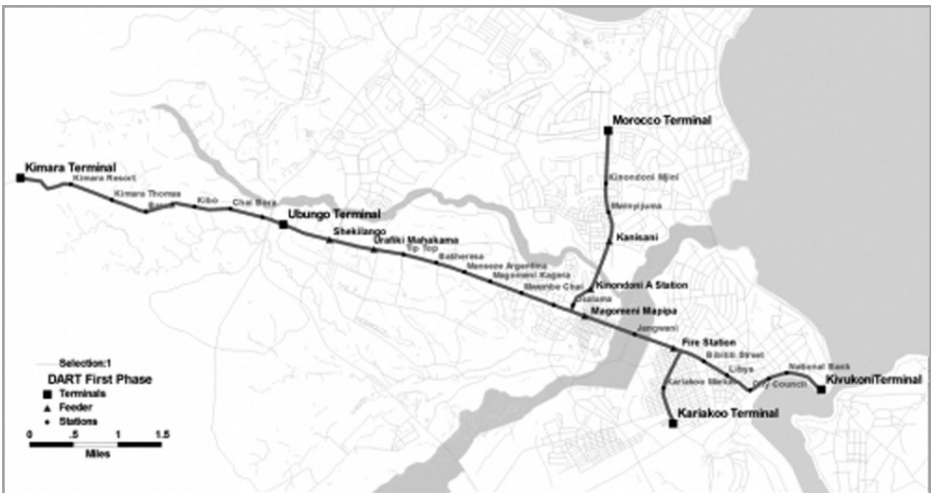 Morocco Terminal
Kimara Terminal
Kimara Resort
Kinondoni Mjini
Kimara Thomas
Kibo
Mwinyijuma
Ubungo Terminal
Shekilango
Kanisani
Urafiki Mahakama
Tip Top
Bakheresa
Manzese Argentina
Magomeni Kagera
Mwembe Chai
Kinondoni A Station
Usalama
Magomeni Mapipa
Jangwani
Fire Station
Bibititi Street
Libya
National Bank
KivukoniTerminal
City Council
Kariakoo Market
Kariakoo Terminal
Selection:1
DART First Phase
Terminals
Feeder
Stations
0 .5 1 1.5
Miles